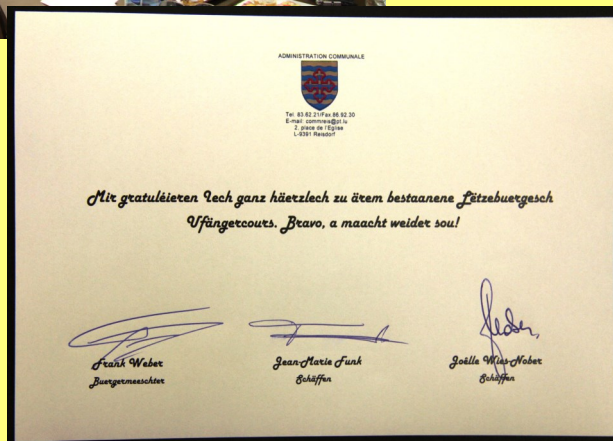 ADMINISTRATION COMMUNALE
Tel. 83.62.21/Fax.86.92.30
E-mail: commreis@pt.lu
2, place de l'Eglise
L-9391 Reisdorf
Mir gratuléieren Iech ganz häerzlech zu ärem bestaanene Lëtzebuergesch
Ufängercours. Bravo, a maacht weider sou!
Frank Weber Jean-Marie Funk Joëlle Wies-Nober
Buergermeeschter Schäffen Schäffen